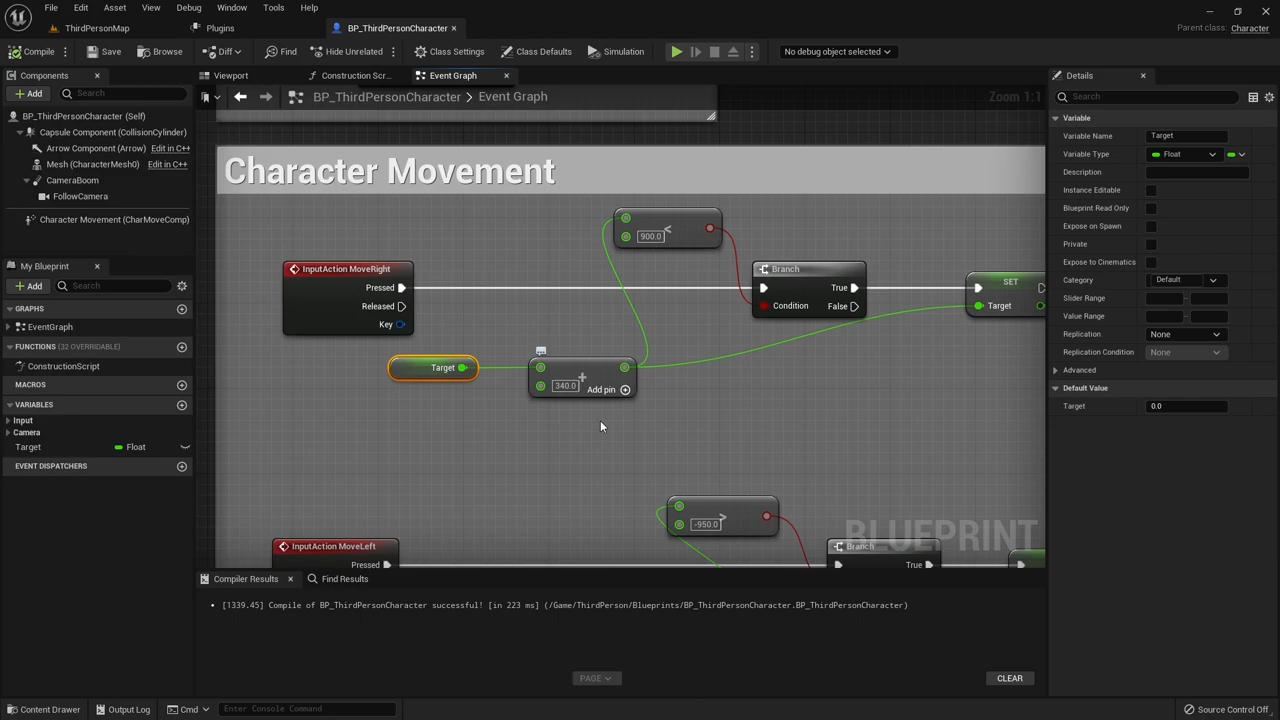 File Edit Asset View Debug Window Tools Help
ThirdPersonMap Plugins BP_ThirdPersonCharacter Parent class: Character
Compile Save Browse Diff Find Hide Unrelated Class Settings Class Defaults Simulation No debug object selected
Components Viewport Construction Scr... Event Graph Details
Add Search BP_ThirdPersonCharacter > Event Graph Zoom 1:1 Search
BP_ThirdPersonCharacter (Self)
Capsule Component (CollisionCylinder)
Arrow Component (Arrow) Edit in C++
Mesh (CharacterMesh0) Edit in C++
CameraBoom
FollowCamera
Character Movement (CharMoveComp)
My Blueprint
Add Search
GRAPHS
EventGraph
FUNCTIONS (32 OVERRIDABLE)
ConstructionScript
MACROS
VARIABLES
Input
Camera
Target Float
EVENT DISPATCHERS
Character Movement
<
900.0
InputAction MoveRight
Pressed
Released
Key
Branch
True
Condition False
SET
Target
Target
+
340.0 Add pin
>
-950.0
InputAction MoveLeft
Pressed
Branch
True
BLUEPRINT
Variable
Variable Name Target
Variable Type Float
Description
Instance Editable
Blueprint Read Only
Expose on Spawn
Private
Expose to Cinematics
Category Default
Slider Range
Value Range
Replication None
Replication Condition None
Advanced
Default Value
Target 0.0
Compiler Results Find Results
[1339.45] Compile of BP_ThirdPersonCharacter successful! [in 223 ms] (/Game/ThirdPerson/Blueprints/BP_ThirdPersonCharacter.BP_ThirdPersonCharacter)
PAGE CLEAR
Content Drawer Output Log Cmd Enter Console Command Source Control Off